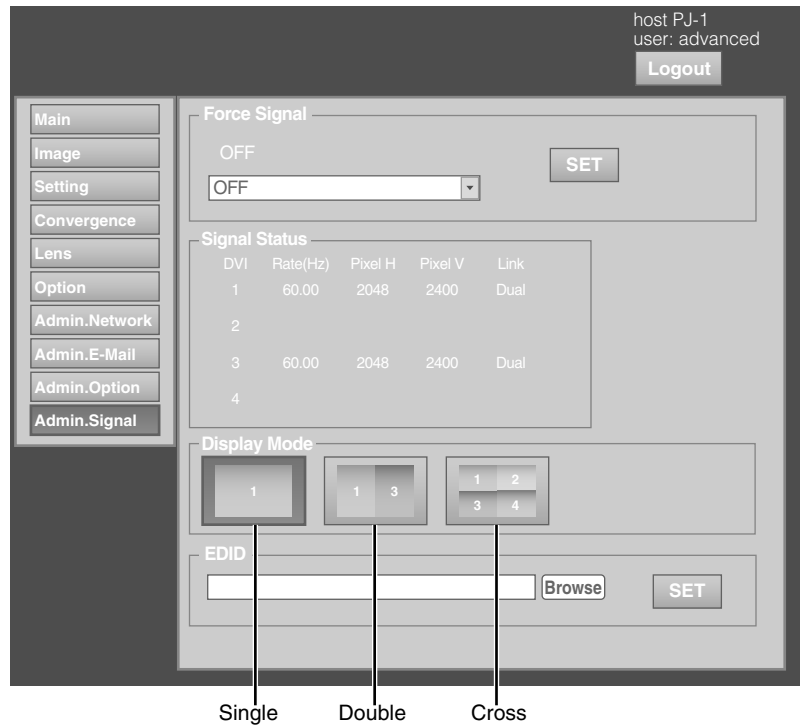 host PJ-1
user: advanced
Logout
Main
Image
Setting
Convergence
Lens
Option
Admin.Network
Admin.E-Mail
Admin.Option
Admin.Signal
Force Signal
OFF
OFF
SET
Signal Status
DVI Rate(Hz) Pixel H Pixel V Link
1 60.00 2048 2400 Dual
2
3 60.00 2048 2400 Dual
4
Display Mode
1
1 3
1 2
3 4
EDID
Browse
SET
Single Double Cross